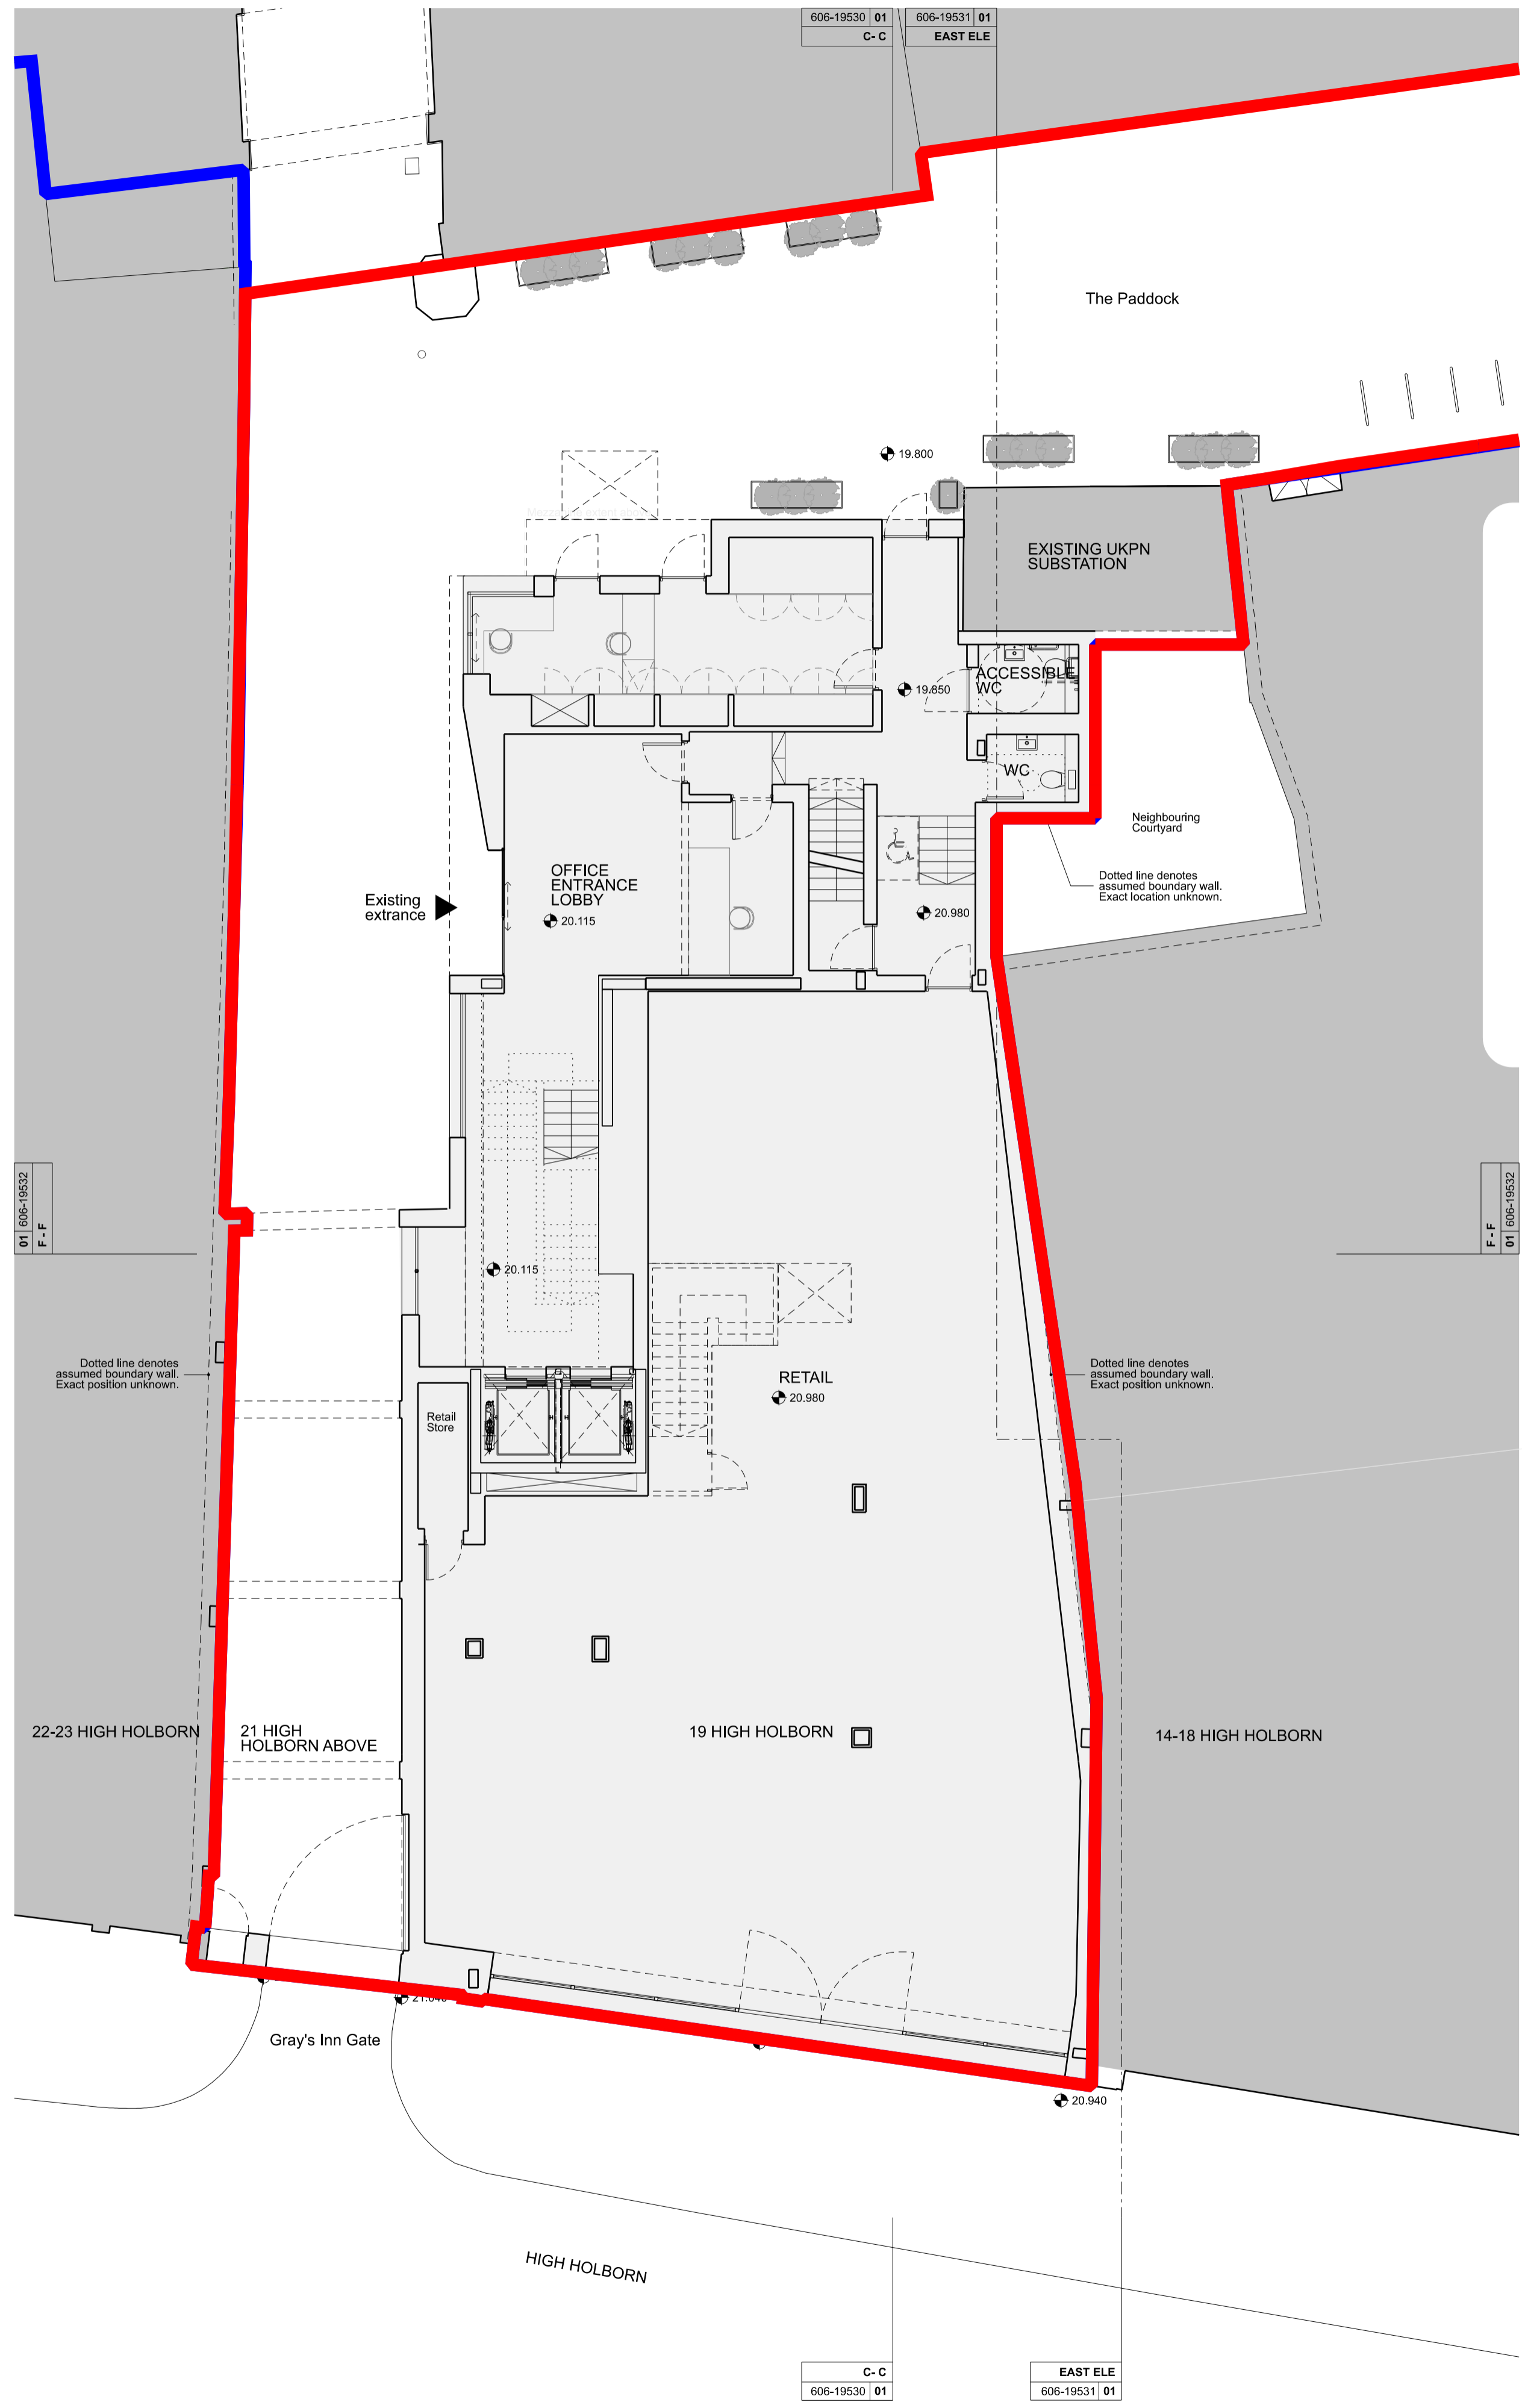 606-19530 01
C-C
606-19531 01
EAST ELE
The Paddock
19.800
Mezzanine extent above
EXISTING UKPN
SUBSTATION
ACCESSIBLE
WC
19.850
WC
Neighbouring
Courtyard
Dotted line denotes
assumed boundary wall.
Exact location unknown.
OFFICE
ENTRANCE
LOBBY
20.115
Existing
entrance
20.980
01 606-19532
F - F
F - F
01 606-19532
20.115
Dotted line denotes
assumed boundary wall.
Exact position unknown.
RETAIL
20.980
Dotted line denotes
assumed boundary wall.
Exact position unknown.
Retail
Store
22-23 HIGH HOLBORN
21 HIGH
HOLBORN ABOVE
19 HIGH HOLBORN
14-18 HIGH HOLBORN
Gray's Inn Gate
20.940
HIGH HOLBORN
C-C
606-19530 01
EAST ELE
606-19531 01